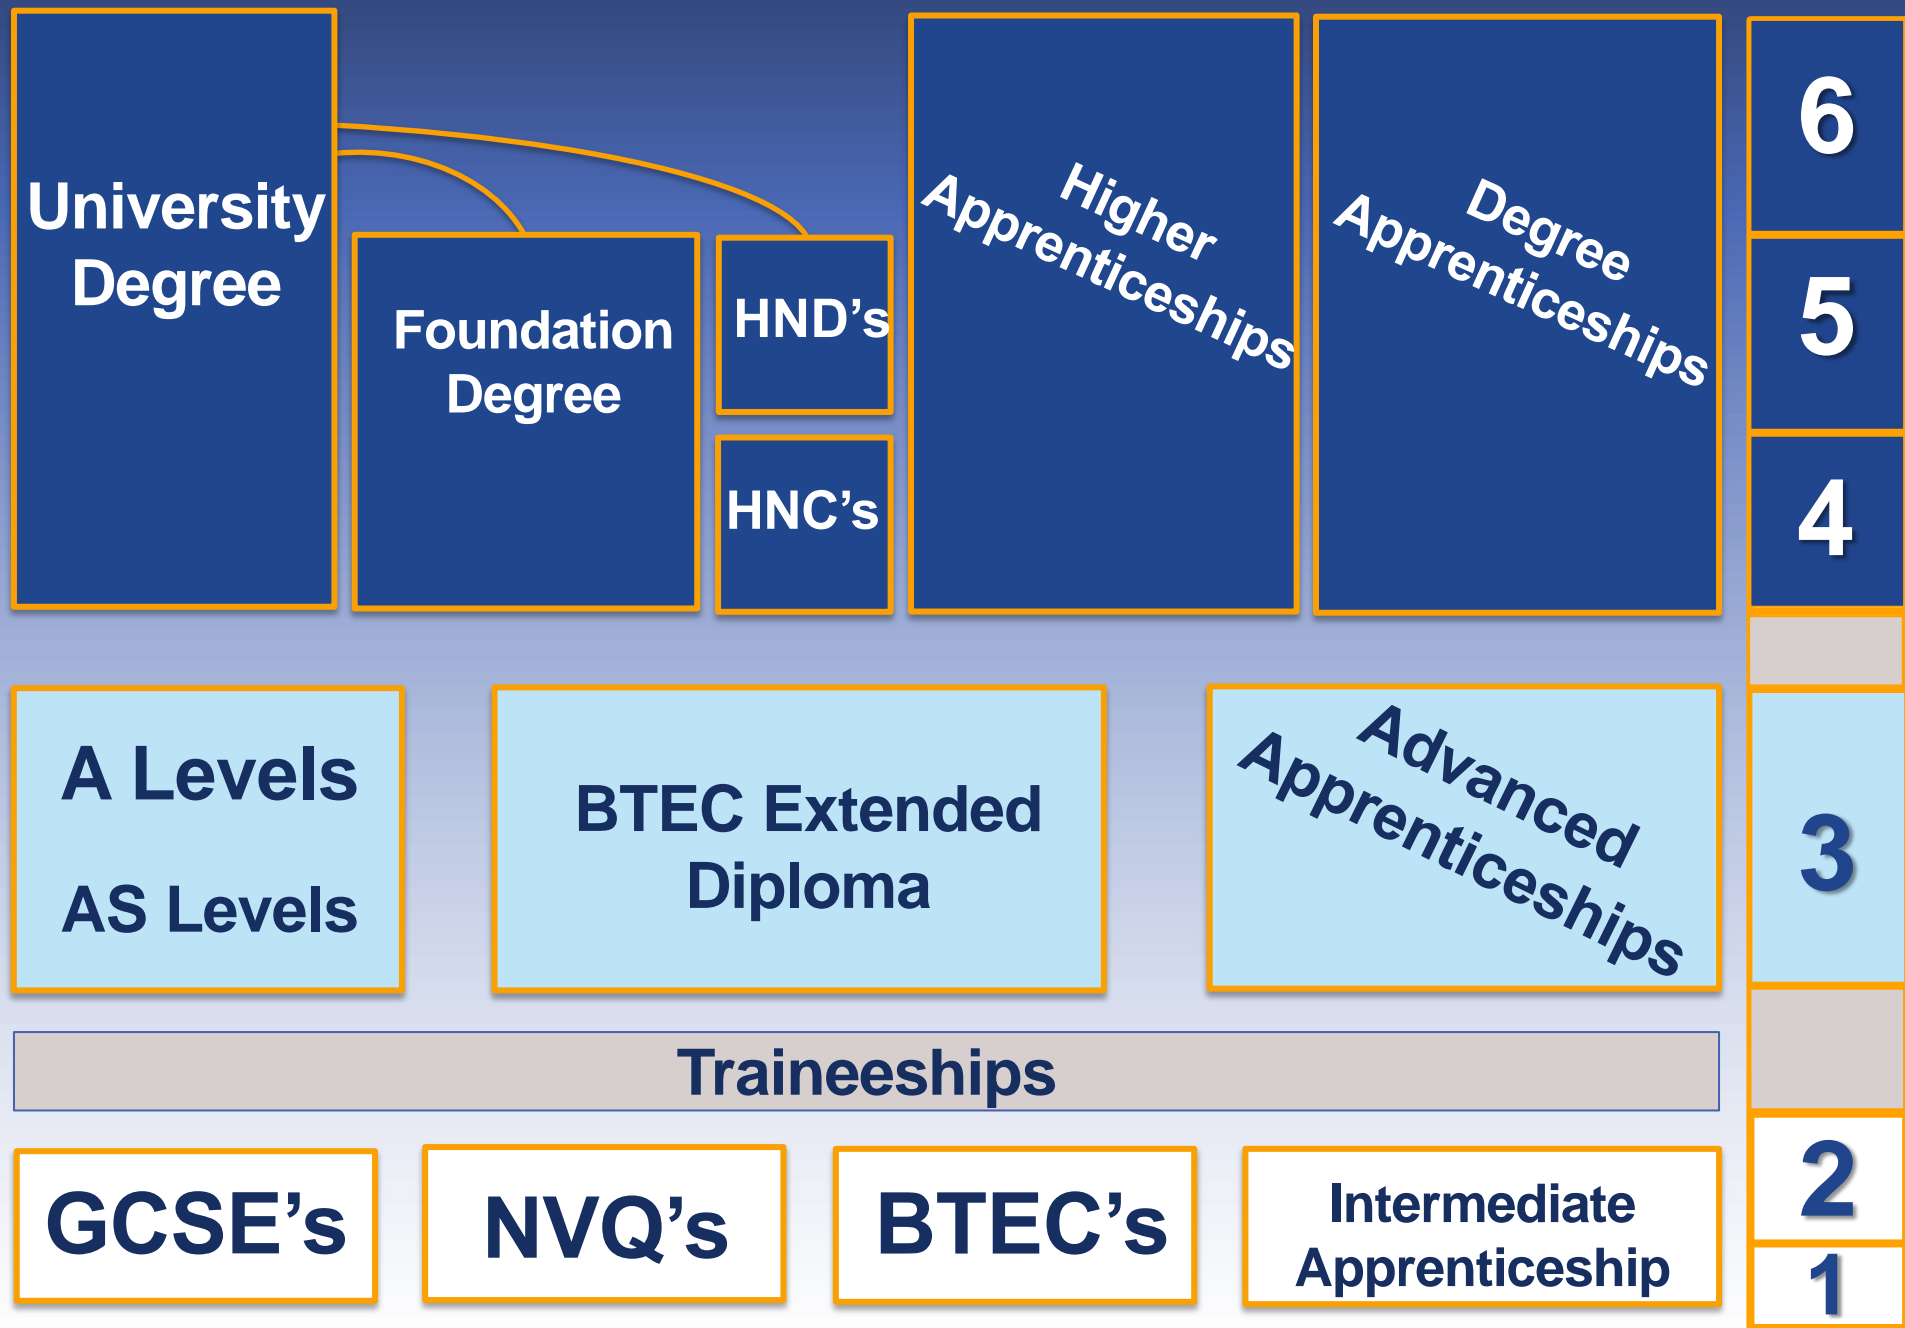 University
Degree
Foundation
Degree
HND’s
HNC’s
Higher
Apprenticeships
Degree
Apprenticeships
6
5
4
A Levels
AS Levels
BTEC Extended
Diploma
Advanced
Apprenticeships
3
Traineeships
GCSE’s
NVQ’s
BTEC’s
Intermediate
Apprenticeship
2
1